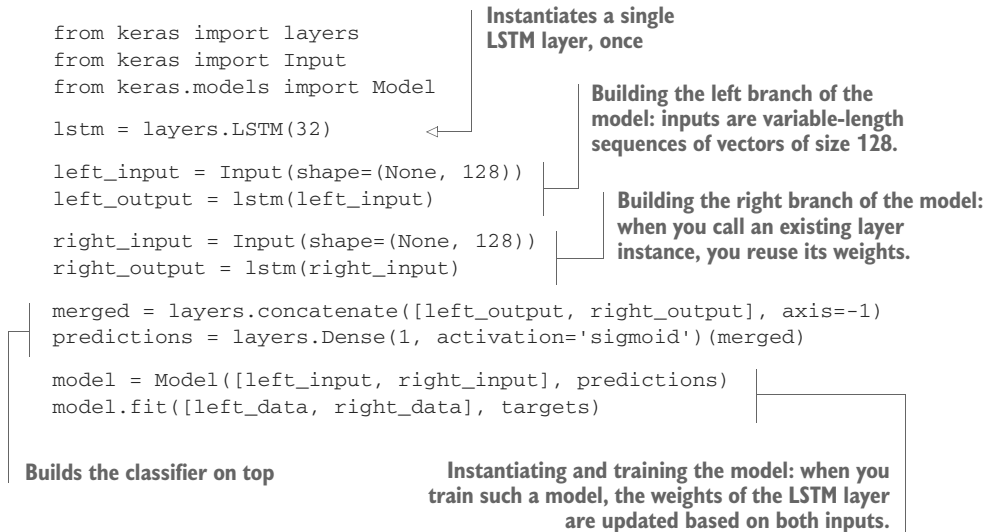 Instantiates a single
LSTM layer, once
from keras import layers
from keras import Input
from keras.models import Model
lstm = layers.LSTM(32)
Building the left branch of the
model: inputs are variable-length
sequences of vectors of size 128.
left_input = Input(shape=(None, 128))
left_output = lstm(left_input)
Building the right branch of the model:
when you call an existing layer
instance, you reuse its weights.
right_input = Input(shape=(None, 128))
right_output = lstm(right_input)
merged = layers.concatenate([left_output, right_output], axis=-1)
predictions = layers.Dense(1, activation='sigmoid')(merged)
model = Model([left_input, right_input], predictions)
model.fit([left_data, right_data], targets)
Builds the classifier on top
Instantiating and training the model: when you
train such a model, the weights of the LSTM layer
are updated based on both inputs.